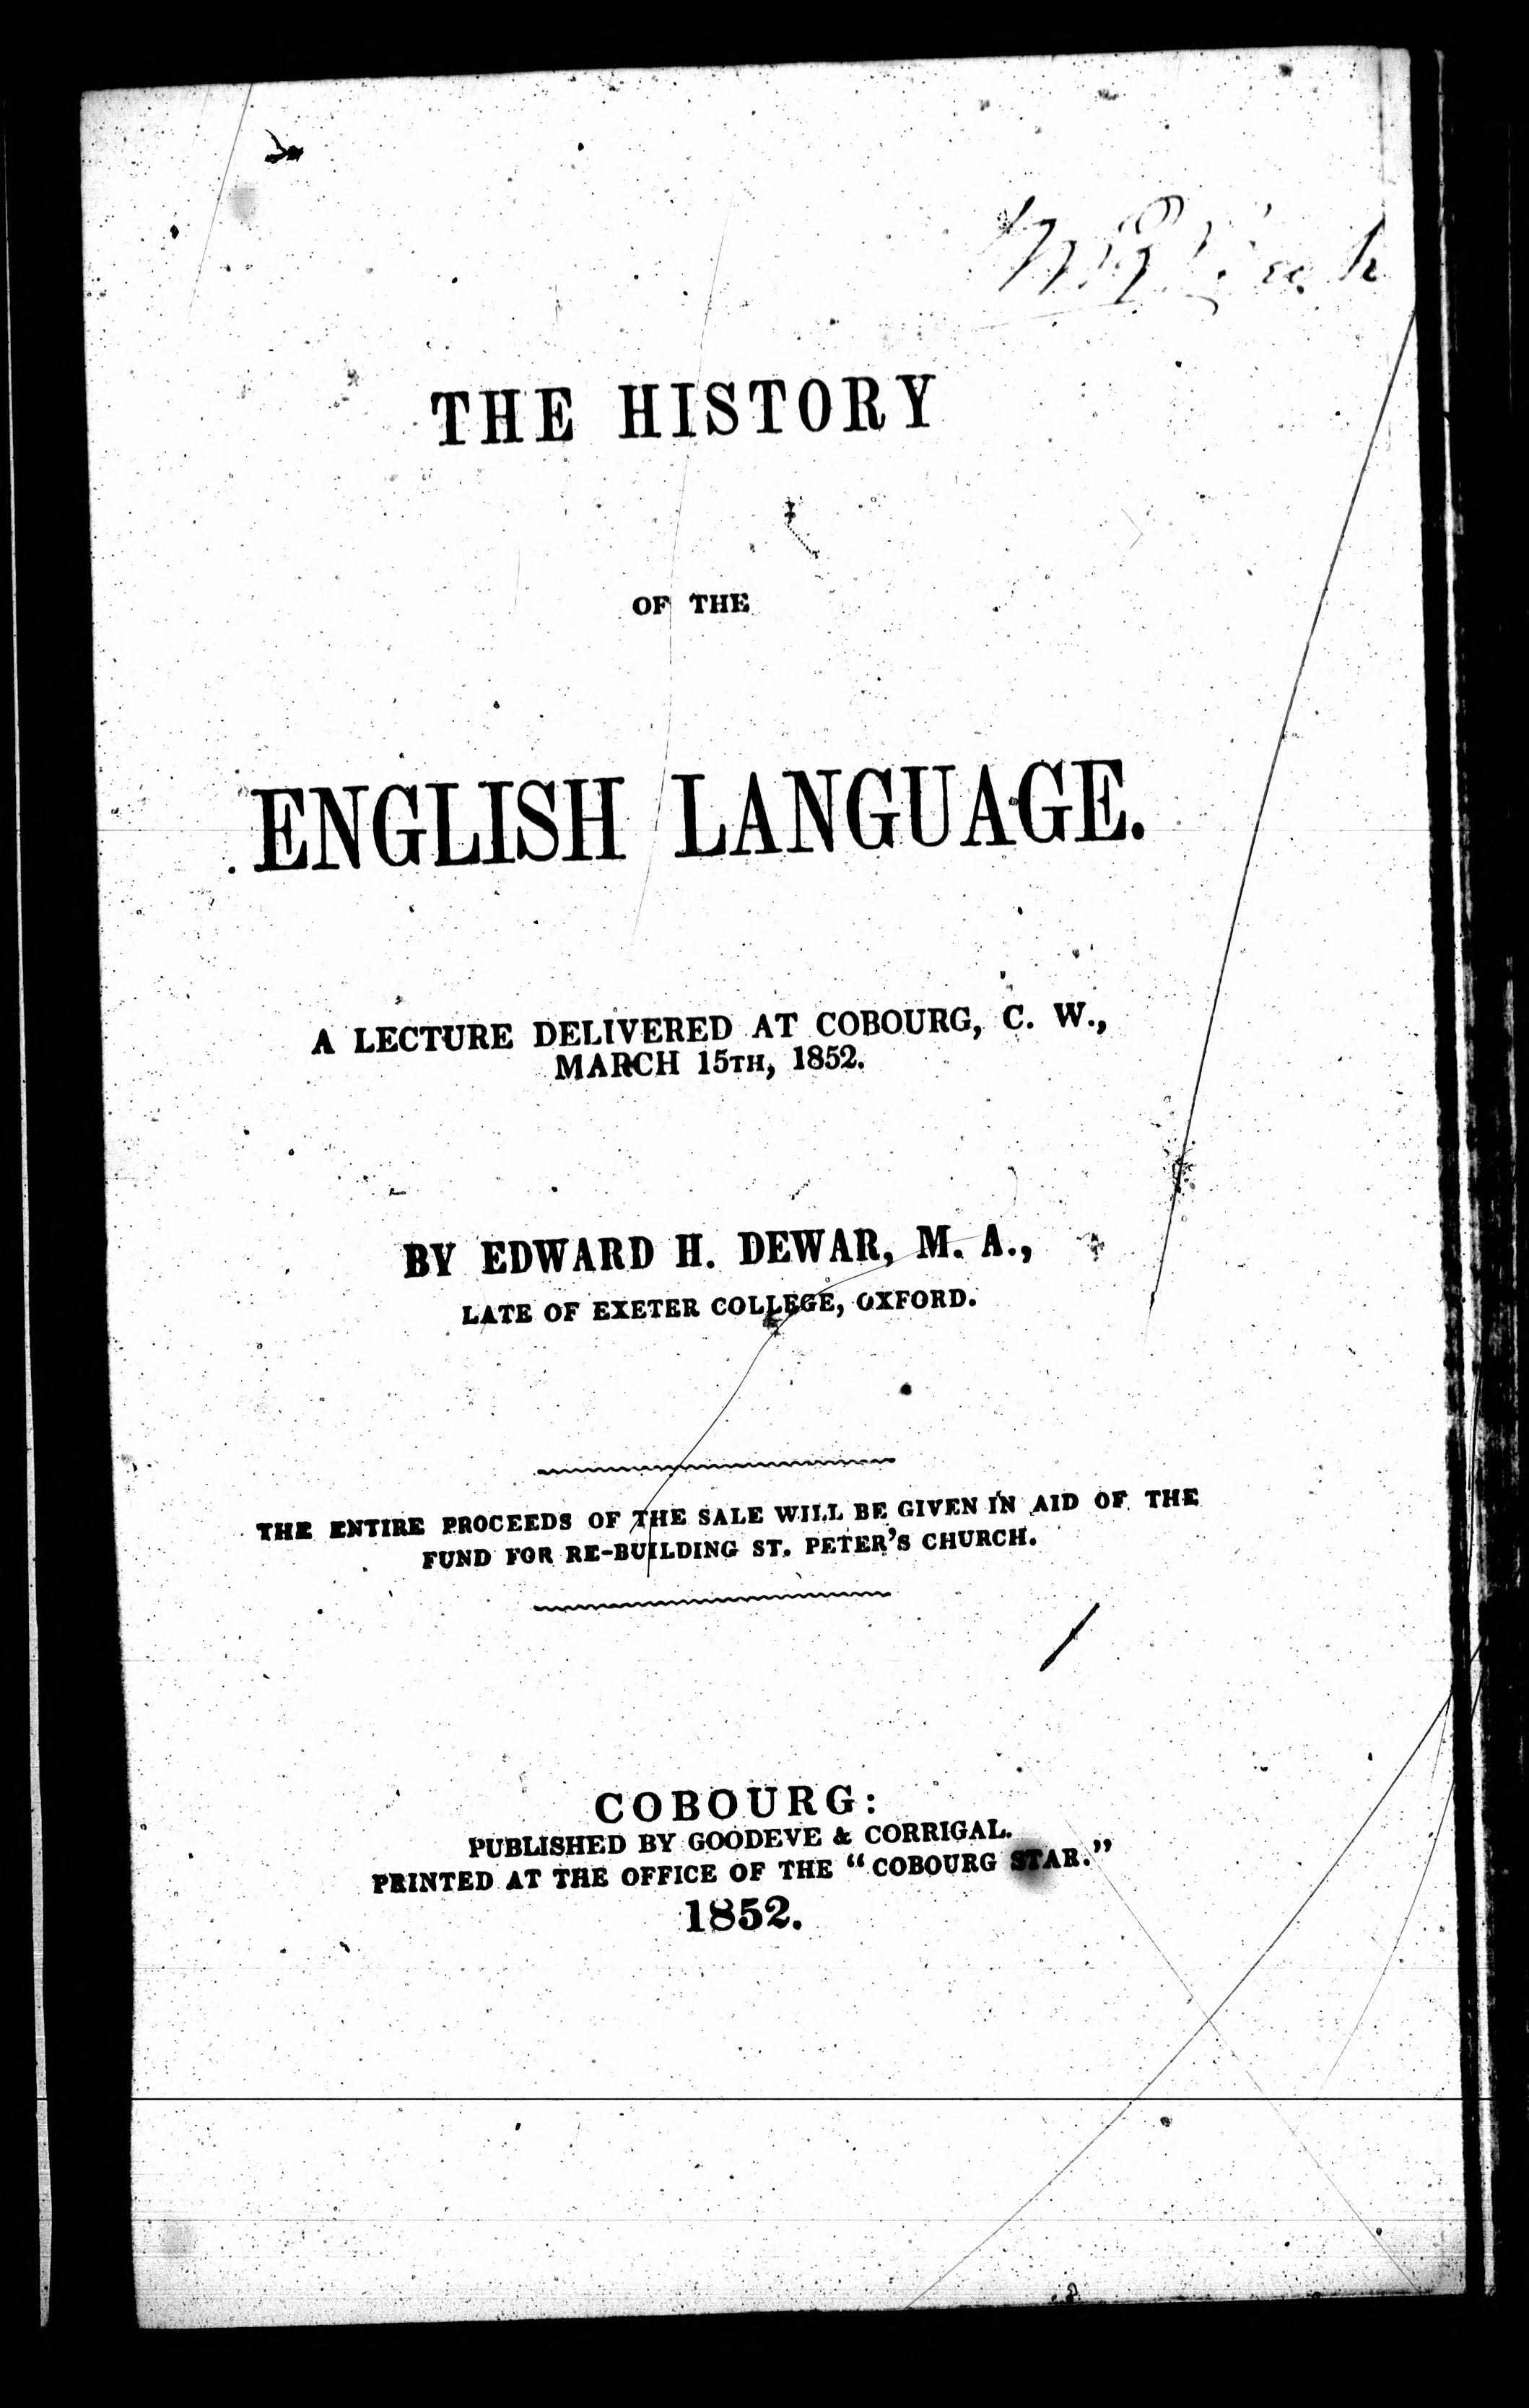 THE HISTORY
OF THE
ENGLISH LANGUAGE.
A LECTURE DELIVERED AT COBOURG, C. W.,
MARCH 15TH, 1852.
BY EDWARD H. DEWAR, M. A.,
LATE OF EXETER COLLEGE, OXFORD.
THE ENTIRE PROCEEDS OF THE SALE WILL BE GIVEN IN AID OF THE
FUND FOR RE-BUILDING ST. PETER'S CHURCH.
COBOURG:
PUBLISHED BY GOODEVE & CORRIGAL.
PRINTED AT THE OFFICE OF THE "COBOURG STAR."
1852.